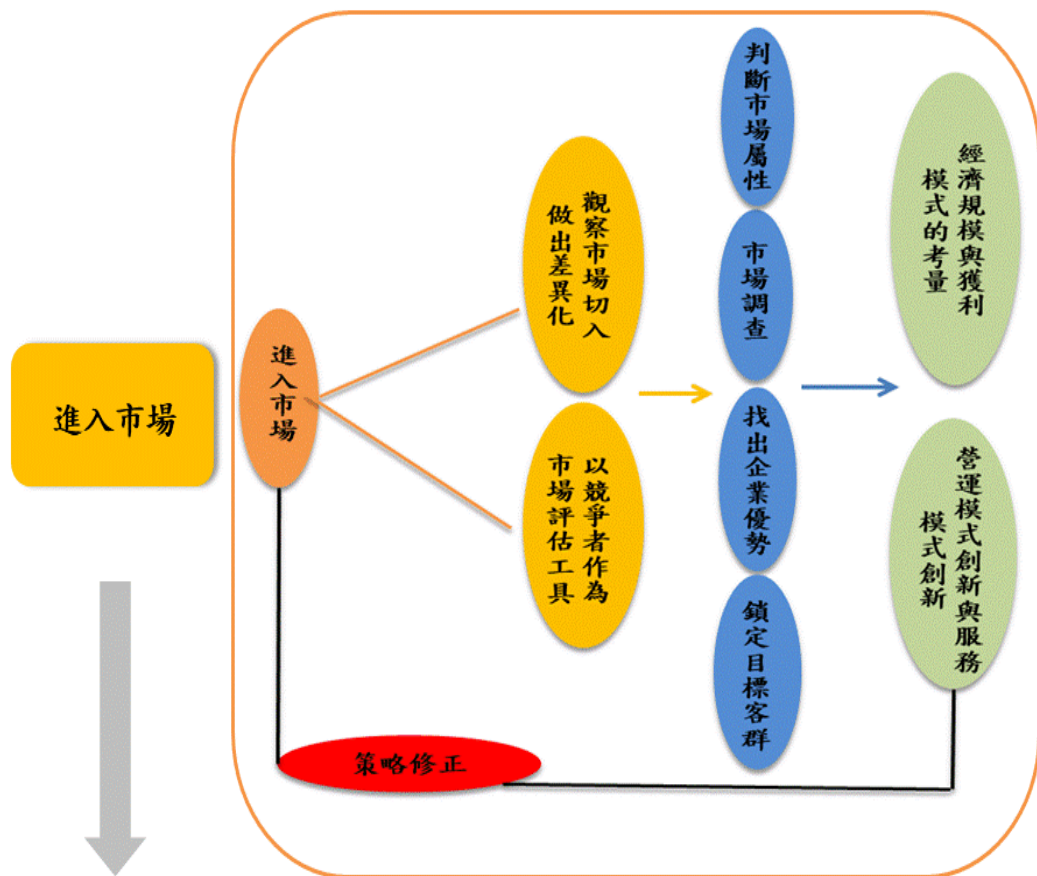 進入市場
進入市場
觀察市場切入
做出差異化
以競爭者作為
市場評估工具
判斷市場屬性
市場調查
找出企業優勢
鎖定目標客群
經濟規模與獲利
模式的考量
營運模式創新與服務
模式創新
策略修正